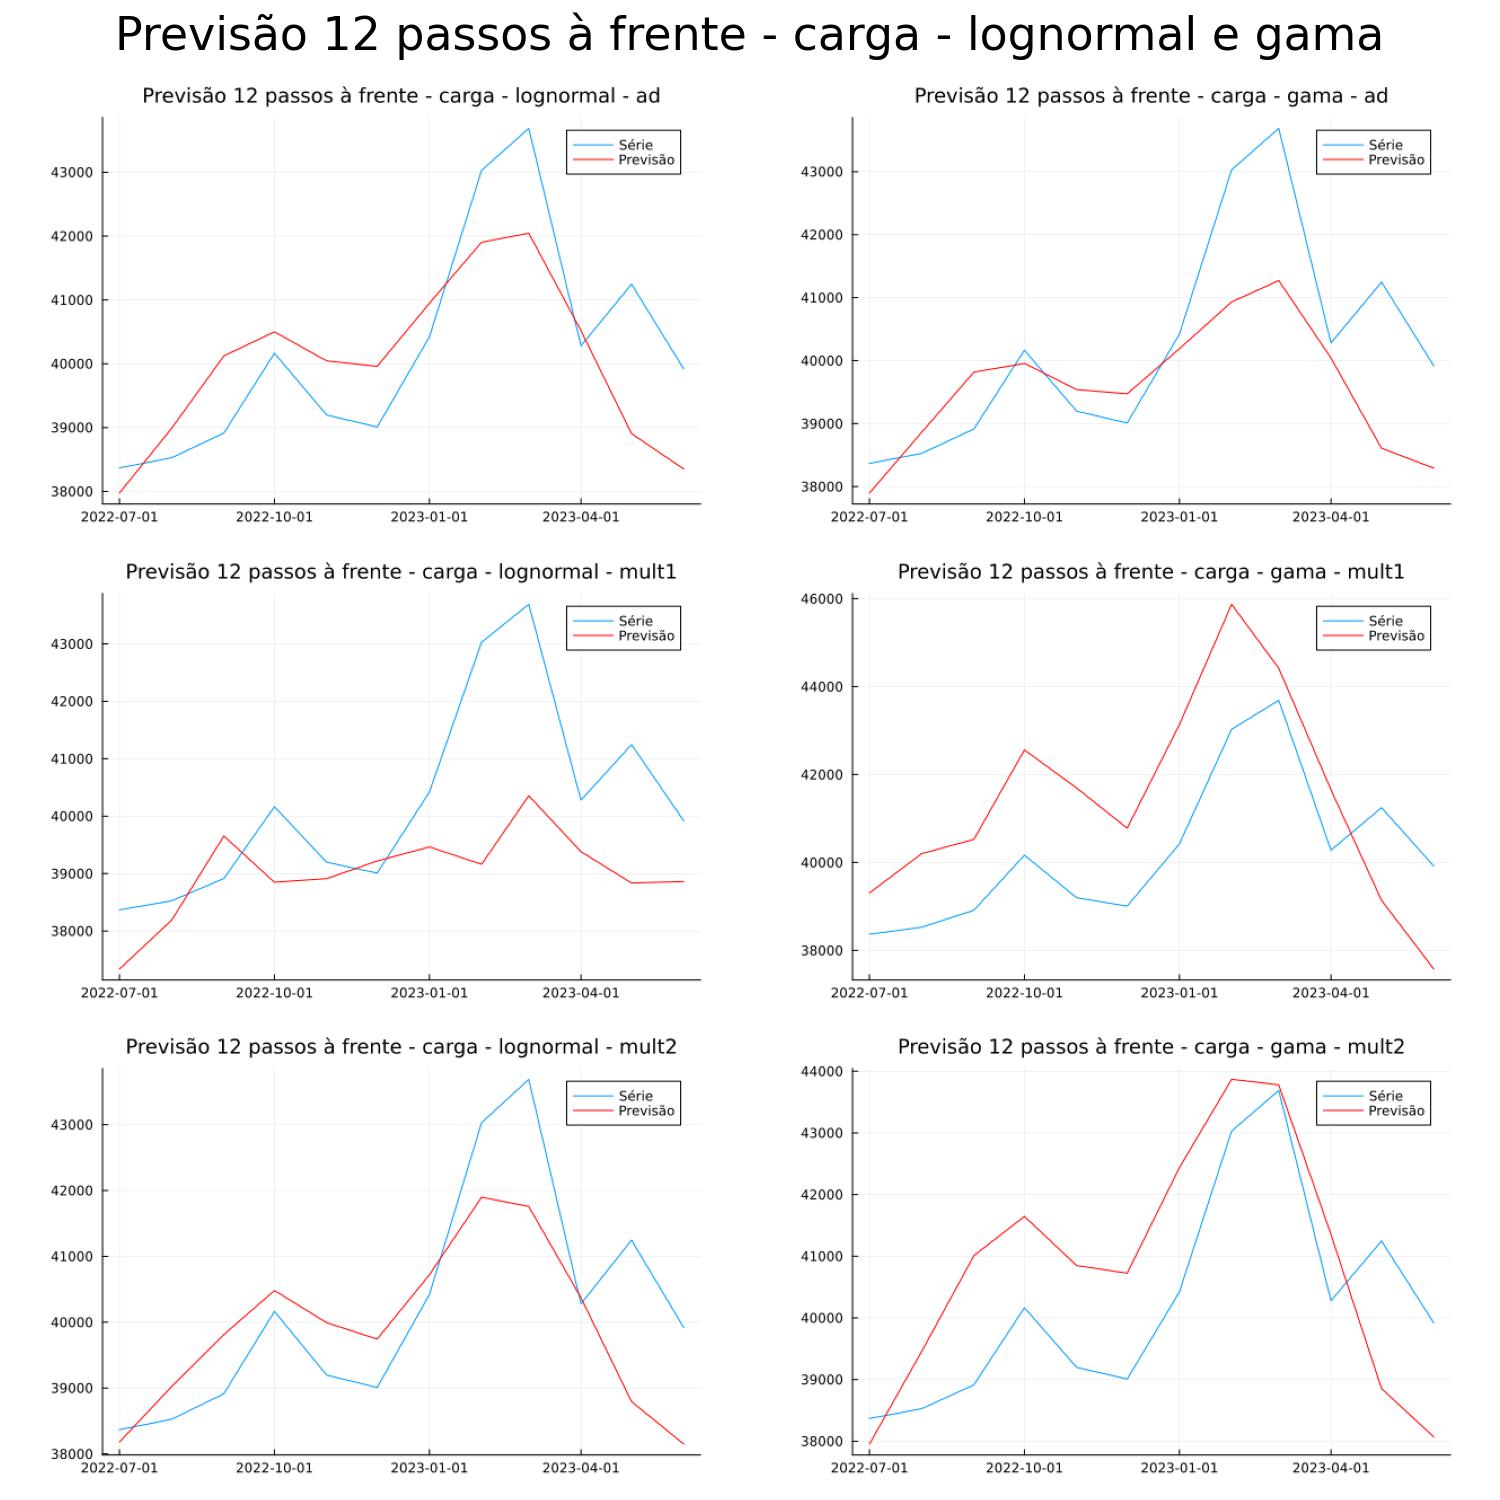 Previsão 12 passos à frente - carga - lognormal e gama
Previsão 12 passos à frente - carga - lognormal - ad
43000
42000
41000
40000
39000
38000
2022-07-01 2022-10-01 2023-01-01 2023-04-01
Série
Previsão
Previsão 12 passos à frente - carga - gama - ad
43000
42000
41000
40000
39000
38000
2022-07-01 2022-10-01 2023-01-01 2023-04-01
Série
Previsão
Previsão 12 passos à frente - carga - lognormal - mult1
43000
42000
41000
40000
39000
38000
2022-07-01 2022-10-01 2023-01-01 2023-04-01
Série
Previsão
Previsão 12 passos à frente - carga - gama - mult1
46000
44000
42000
40000
38000
2022-07-01 2022-10-01 2023-01-01 2023-04-01
Série
Previsão
Previsão 12 passos à frente - carga - lognormal - mult2
43000
42000
41000
40000
39000
38000
2022-07-01 2022-10-01 2023-01-01 2023-04-01
Série
Previsão
Previsão 12 passos à frente - carga - gama - mult2
44000
43000
42000
41000
40000
39000
38000
2022-07-01 2022-10-01 2023-01-01 2023-04-01
Série
Previsão